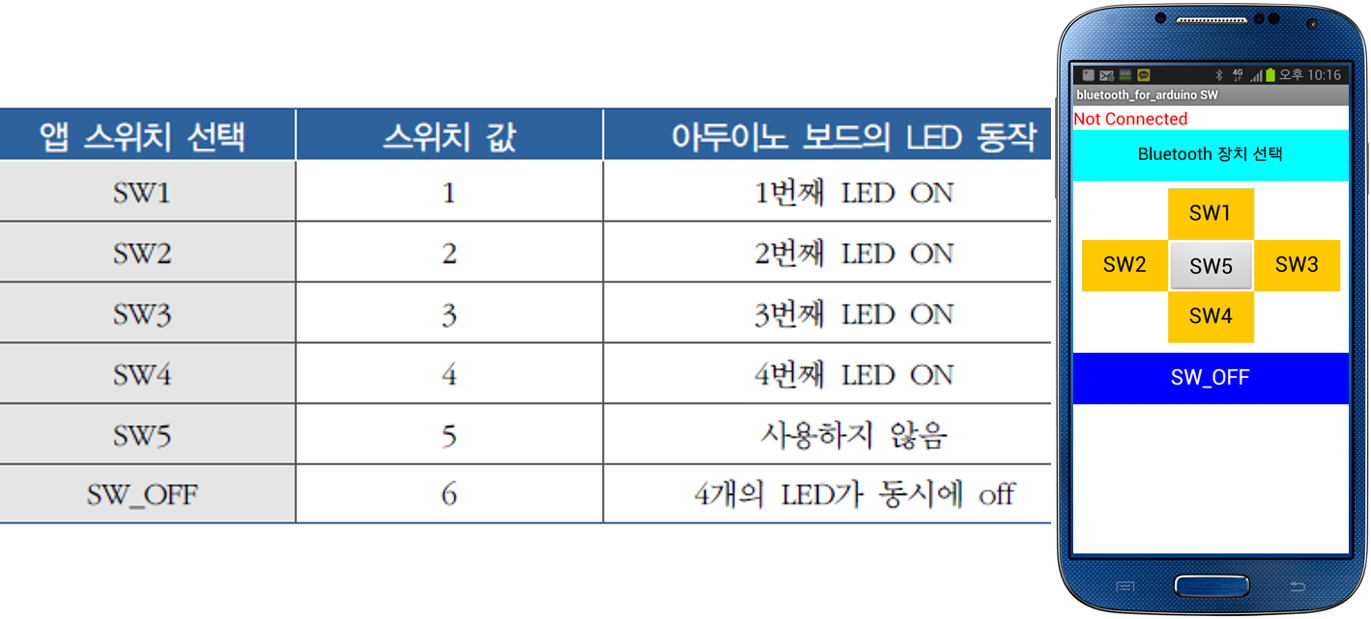 앱 스위치 선택 스위치 값 아두이노 보드의 LED 동작
SW1 1 1번째 LED ON
SW2 2 2번째 LED ON
SW3 3 3번째 LED ON
SW4 4 4번째 LED ON
SW5 5 사용하지 않음
SW_OFF 6 4개의 LED가 동시에 off
4G 오후 10:16
bluetooth_for_arduino SW
Not Connected
Bluetooth 장치 선택
SW1
SW2 SW5 SW3
SW4
SW_OFF